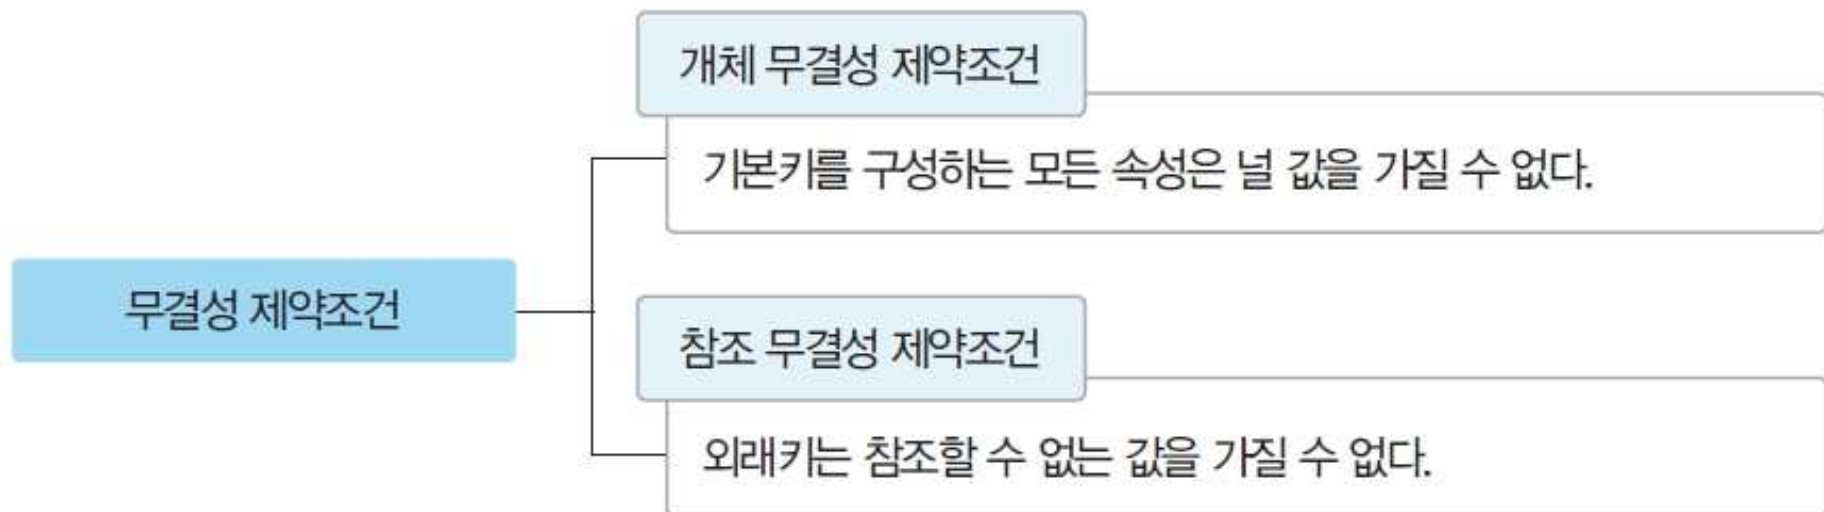 개체 무결성 제약조건
기본키를 구성하는 모든 속성은 널 값을 가질 수 없다.
무결성 제약조건
참조 무결성 제약조건
외래키는 참조할 수 없는 값을 가질 수 없다.